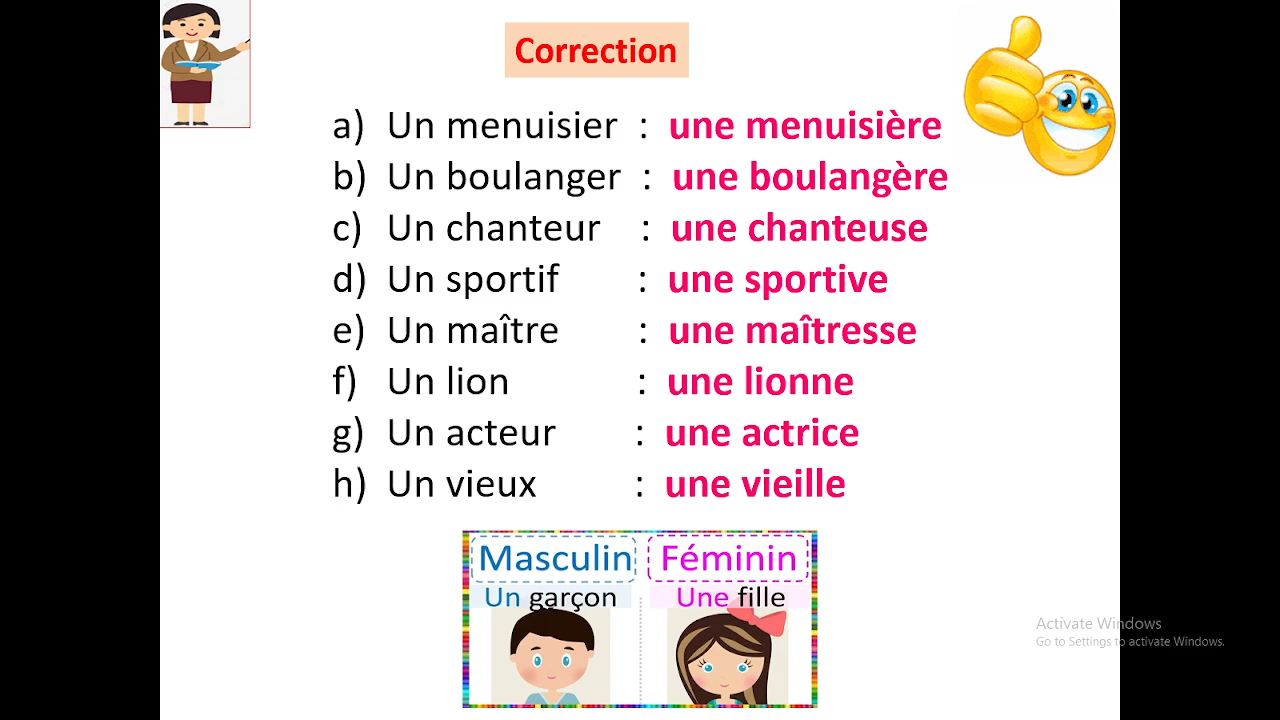 Correction
a) Un menuisier : une menuisière
b) Un boulanger : une boulangère
c) Un chanteur : une chanteuse
d) Un sportif : une sportive
e) Un maître : une maîtresse
f) Un lion : une lionne
g) Un acteur : une actrice
h) Un vieux : une vieille
Masculin Féminin
Un garçon Une fille
Activate Windows
Go to Settings to activate Windows.